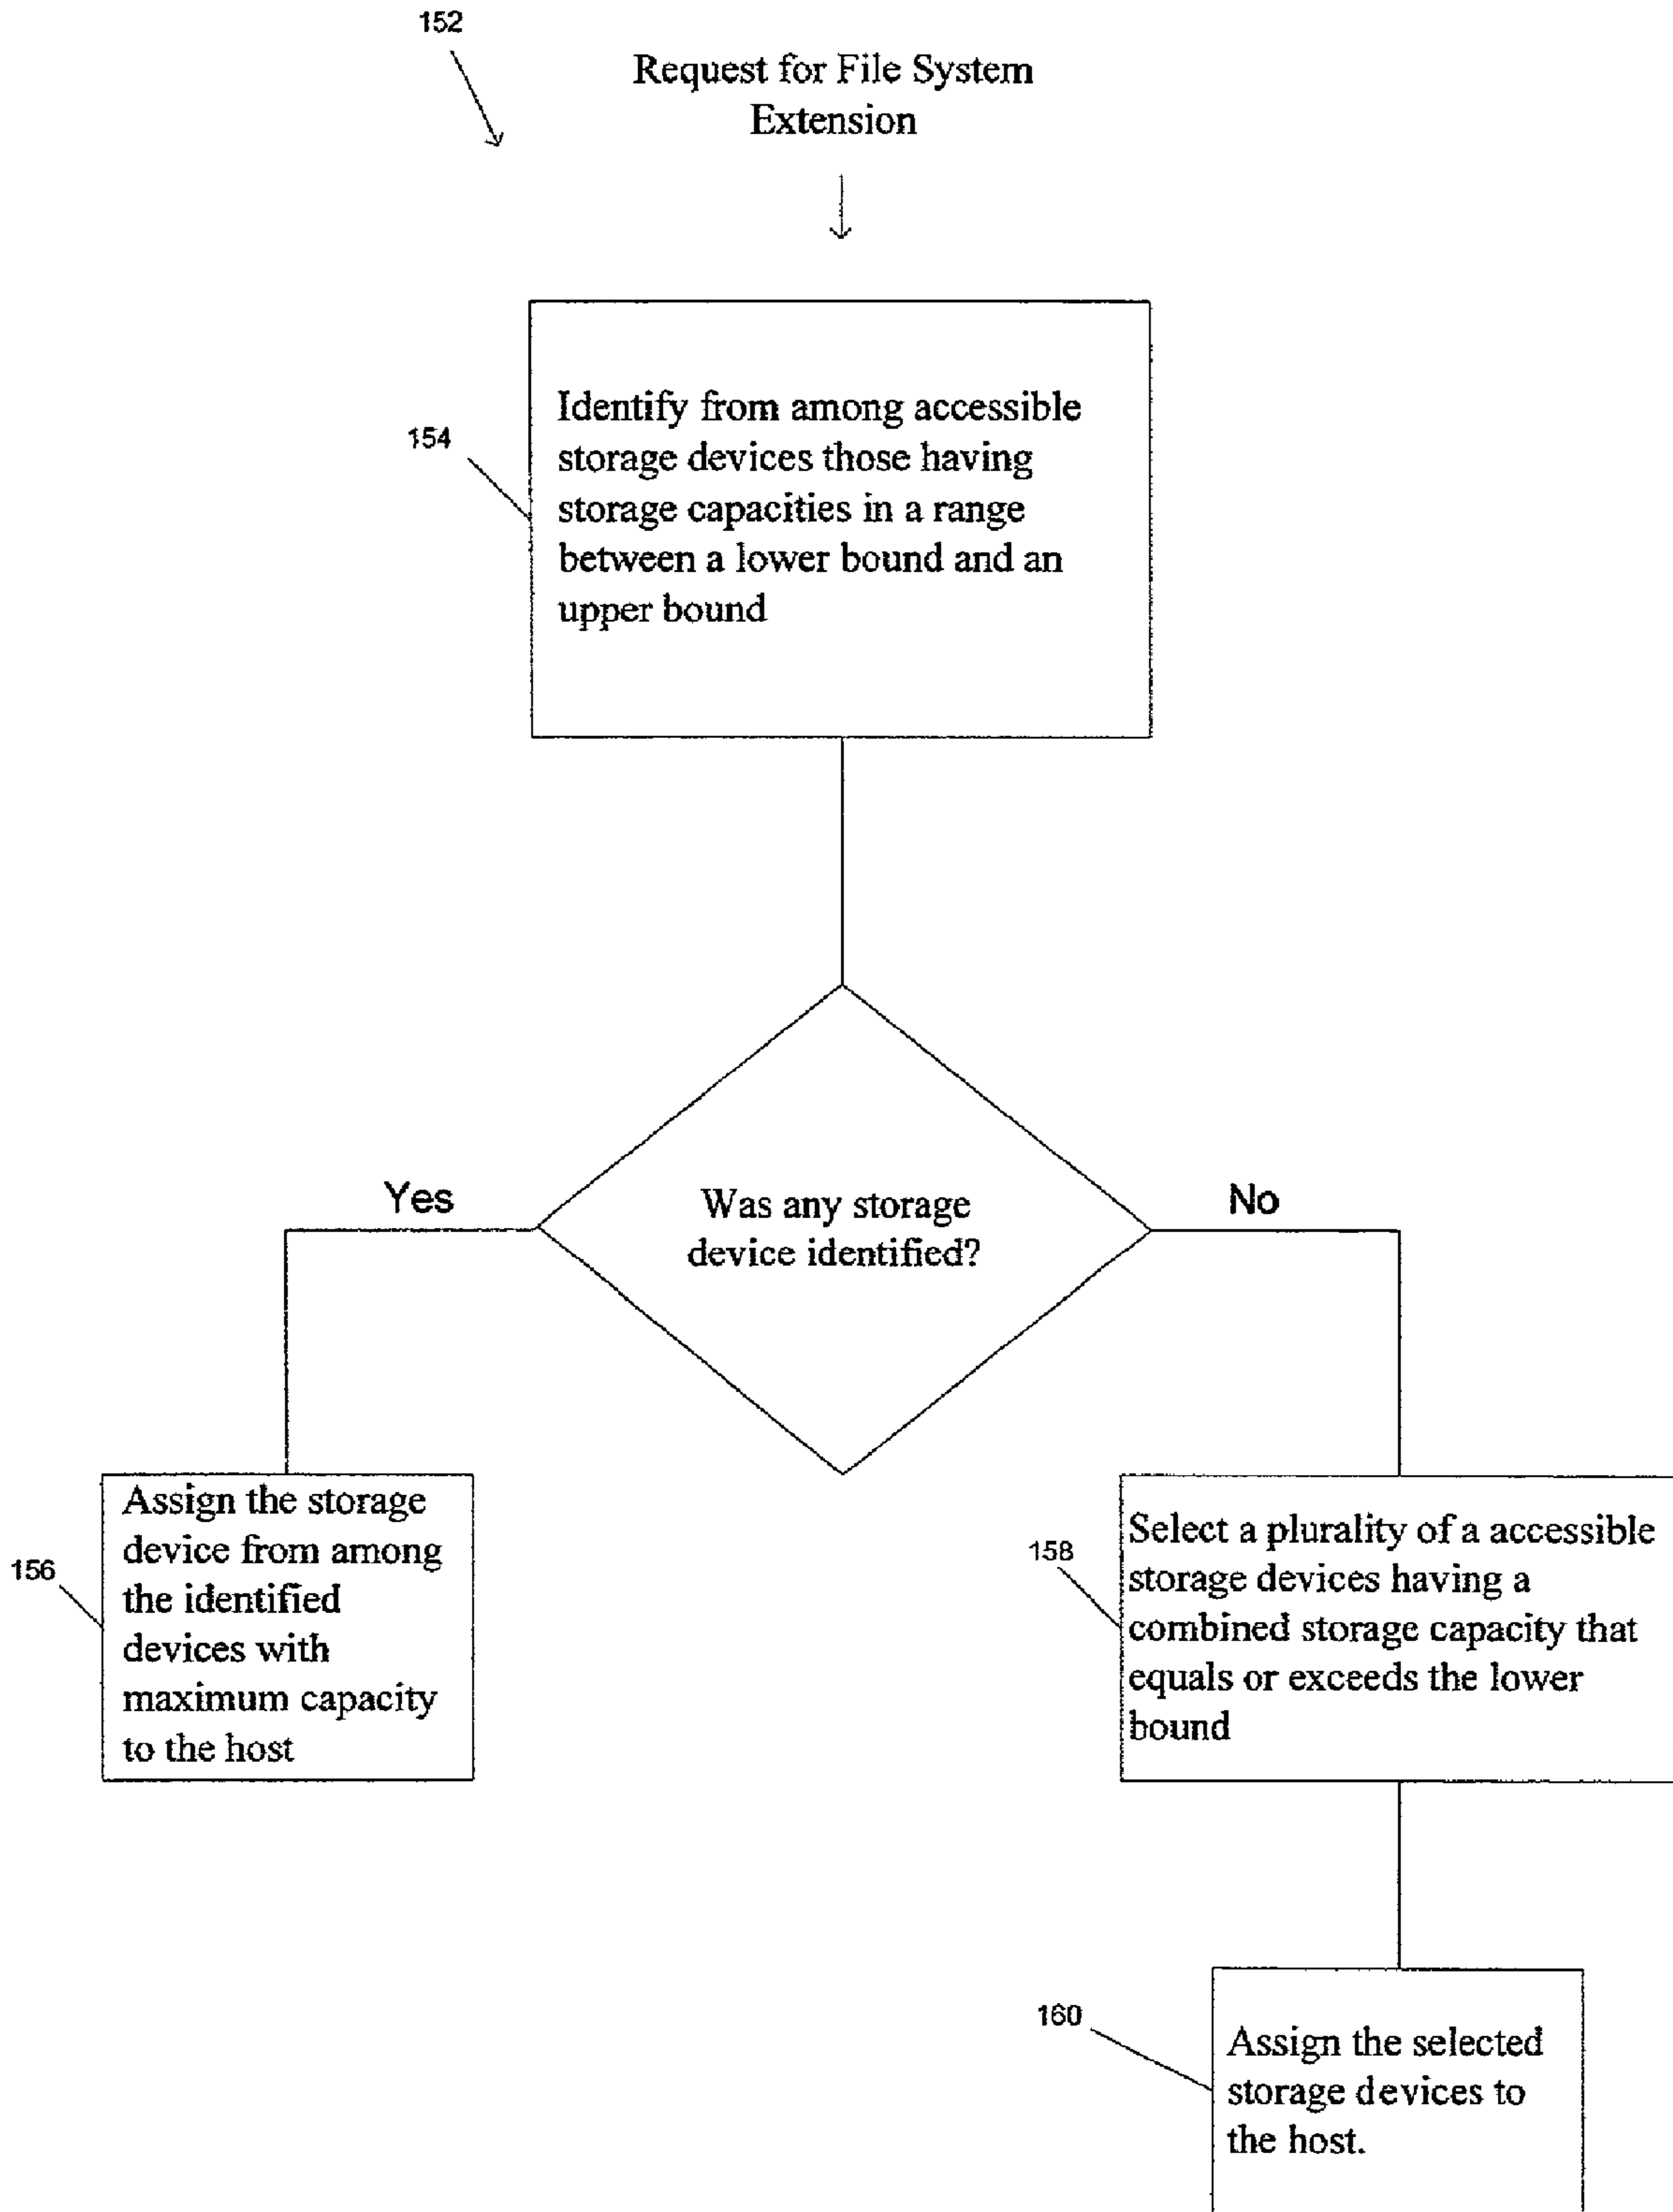 152
Request for File System
Extension
154
Identify from among accessible
storage devices those having
storage capacities in a range
between a lower bound and an
upper bound
Yes
Was any storage
device identified?
No
156
Assign the storage
device from among
the identified
devices with
maximum capacity
to the host
158
Select a plurality of a accessible
storage devices having a
combined storage capacity that
equals or exceeds the lower
bound
160
Assign the selected
storage devices to
the host.